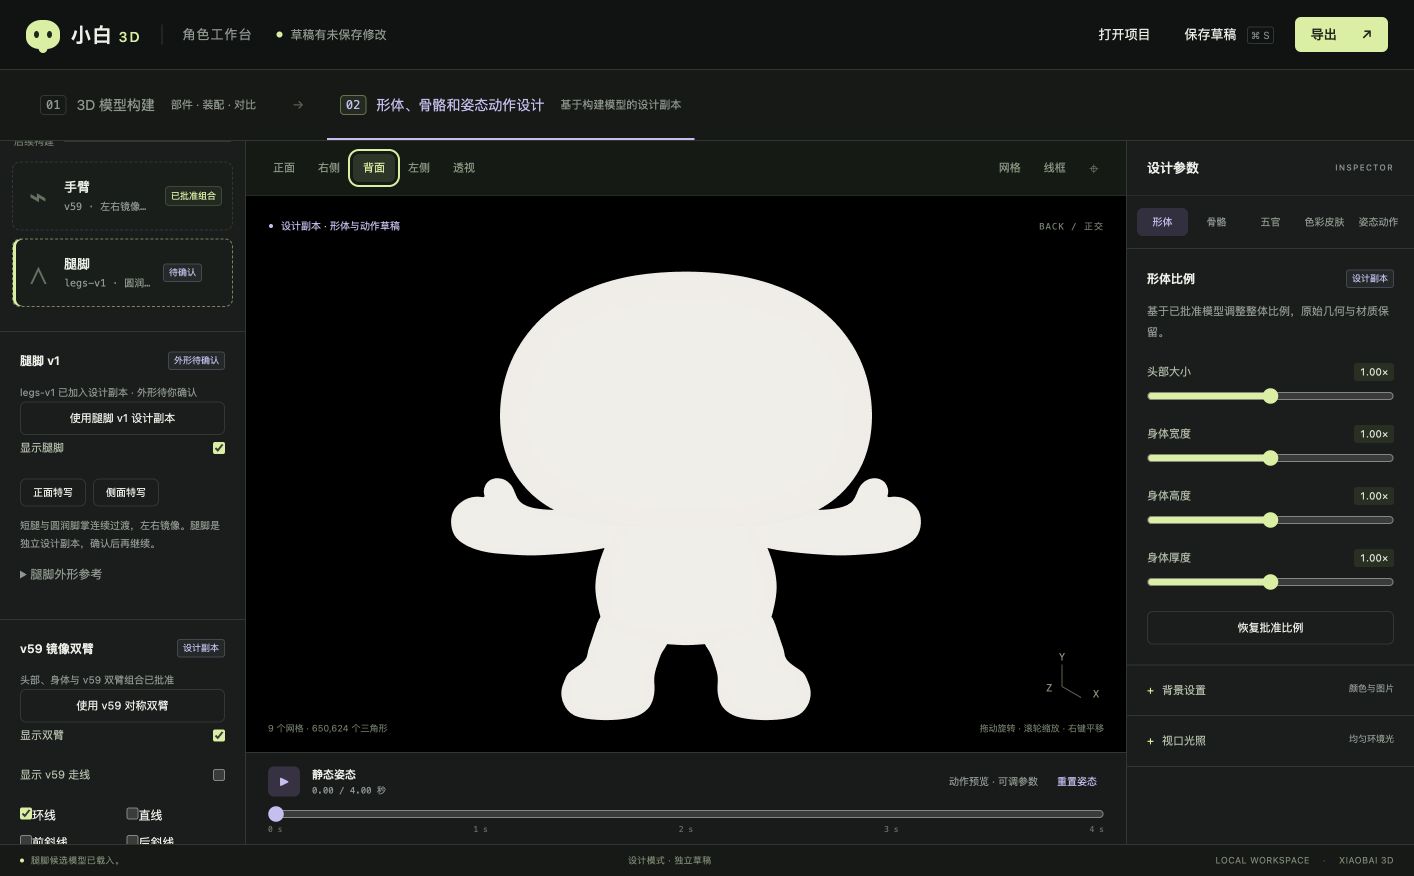 小白 3D
角色工作台
草稿有未保存修改
打开项目
保存草稿 ⌘ S
导出
01 3D 模型构建 部件 · 装配 · 对比 →
02 形体、骨骼和姿态动作设计 基于构建模型的设计副本
后续构建
手臂
v59 · 左右镜像…
已批准组合
腿脚
legs-v1 · 圆润…
待确认
腿脚 v1
外形待确认
legs-v1 已加入设计副本 · 外形待你确认
使用腿脚 v1 设计副本
显示腿脚
正面特写 侧面特写
短腿与圆润脚掌连续过渡，左右镜像。腿脚是
独立设计副本，确认后再继续。
腿脚外形参考
v59 镜像双臂
设计副本
头部、身体与 v59 双臂组合已批准
使用 v59 对称双臂
显示双臂
显示 v59 走线
环线 直线
前斜线 后斜线
正面 右侧 背面 左侧 透视
网格 线框
设计副本 · 形体与动作草稿
BACK / 正交
Y
Z
X
9 个网格 · 650,624 个三角形
拖动旋转 · 滚轮缩放 · 右键平移
静态姿态
0.00 / 4.00 秒
动作预览 · 可调参数
重置姿态
0 s 1 s 2 s 3 s 4 s
设计参数
INSPECTOR
形体 骨骼 五官 色彩皮肤 姿态动作
形体比例
设计副本
基于已批准模型调整整体比例，原始几何与材质保
留。
头部大小 1.00×
身体宽度 1.00×
身体高度 1.00×
身体厚度 1.00×
恢复批准比例
+ 背景设置 颜色与图片
+ 视口光照 均匀环境光
腿脚候选模型已载入。
设计模式 · 独立草稿
LOCAL WORKSPACE · XIAOBAI 3D